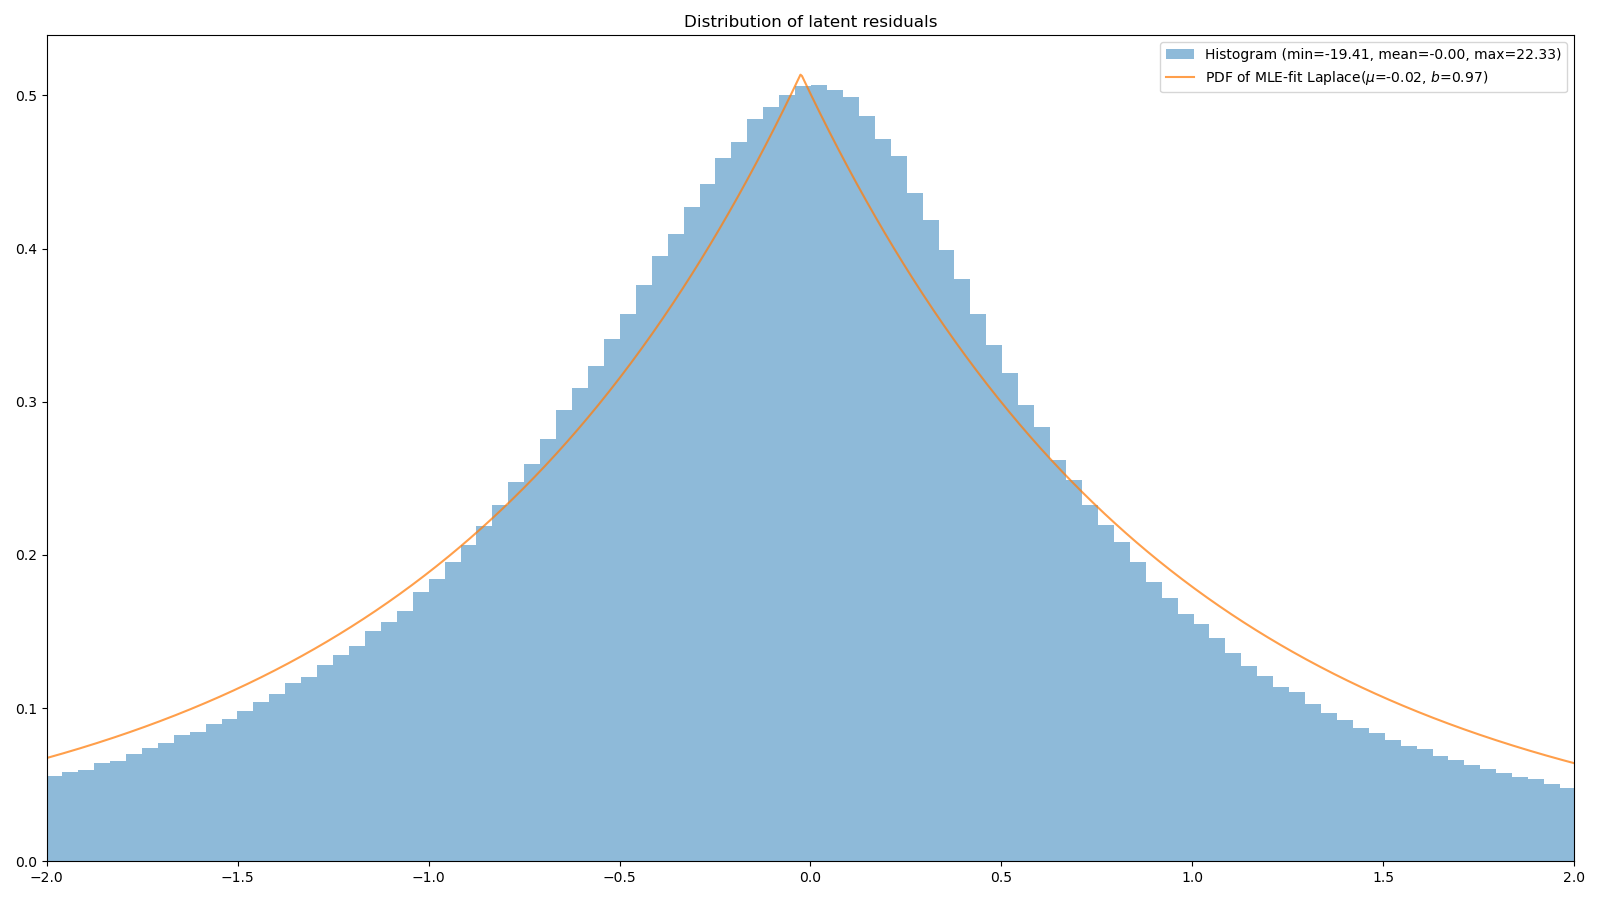 Distribution of latent residuals
Histogram (min=-19.41, mean=-0.00, max=22.33)
PDF of MLE-fit Laplace(μ=-0.02, b=0.97)
0.5
0.4
0.3
0.2
0.1
0.0
−2.0 −1.5 −1.0 −0.5 0.0 0.5 1.0 1.5 2.0